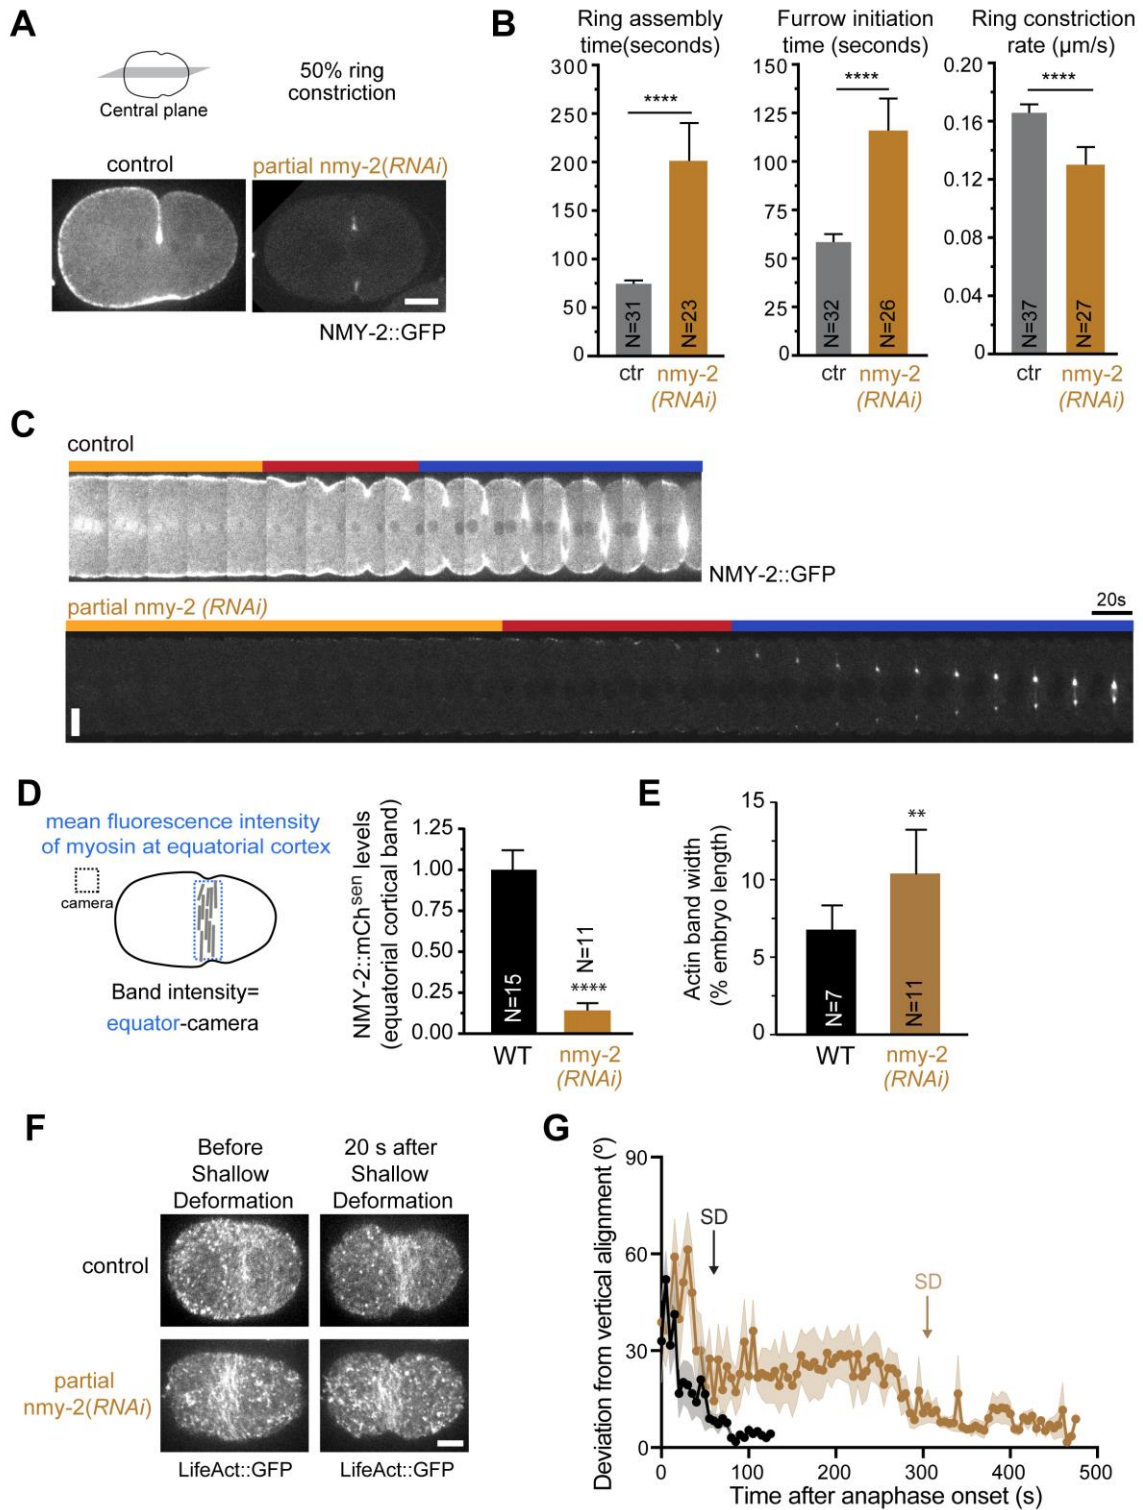 A
Central plane
50% ring
constriction
control
partial nmy-2(RNAi)
NMY-2::GFP
B
Ring assembly
time(seconds)
300
250
200
150
100
50
0
****
N=31
N=23
ctr
nmy-2
(RNAi)
Furrow initiation
time (seconds)
150
125
100
75
50
25
0
****
N=32
N=26
ctr
nmy-2
(RNAi)
Ring constriction
rate (µm/s)
0.20
0.16
0.12
0.08
0.04
0
****
N=37
N=27
ctr
nmy-2
(RNAi)
C
control
NMY-2::GFP
partial nmy-2 (RNAi)
20s
D
mean fluorescence intensity
of myosin at equatorial cortex
camera
Band intensity=
equator-camera
NMY-2::mChsen levels
(equatorial cortical band)
1.25
1.00
0.75
0.50
0.25
0.00
N=15
N=11
****
WT
nmy-2
(RNAi)
E
Actin band width
(% embryo length)
15
10
5
0
**
N=7
N=11
WT
nmy-2
(RNAi)
F
Before
Shallow
Deformation
20 s after
Shallow
Deformation
control
partial
nmy-2(RNAi)
LifeAct::GFP
LifeAct::GFP
G
Deviation from vertical alignment (º)
90
60
30
0
SD
SD
0
100
200
300
400
500
Time after anaphase onset (s)